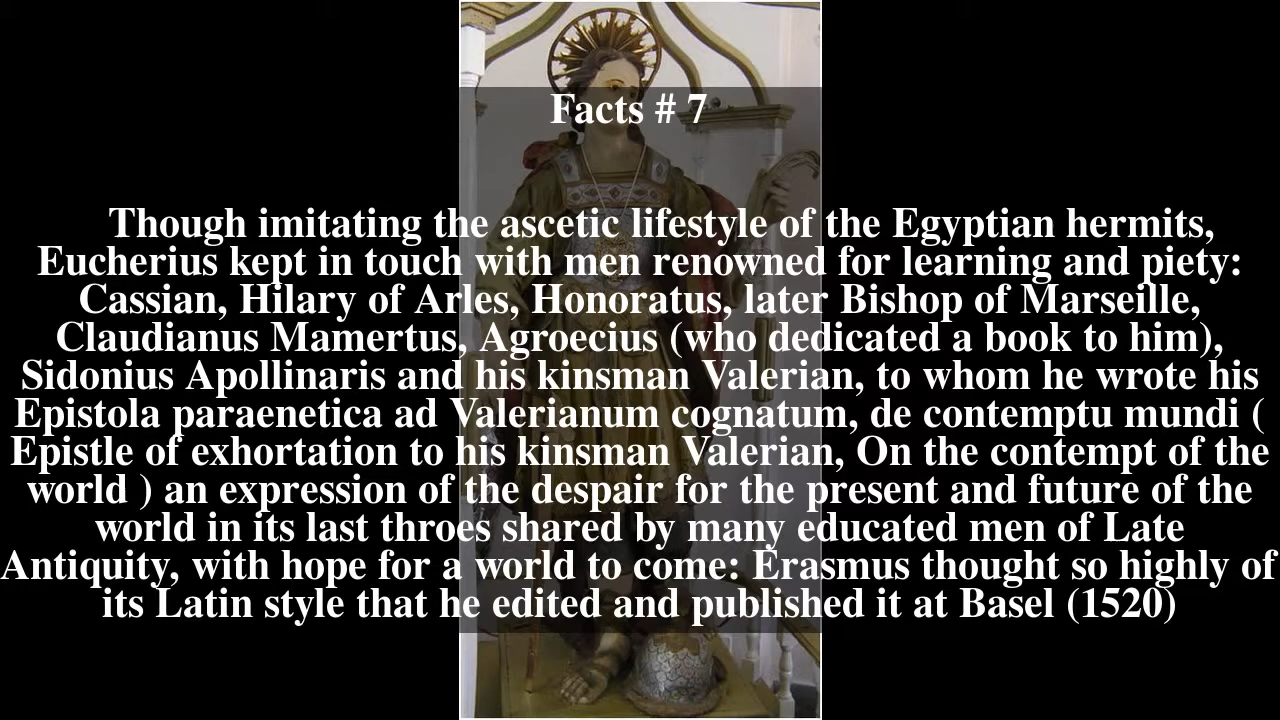 Facts # 7
Though imitating the ascetic lifestyle of the Egyptian hermits,
Eucherius kept in touch with men renowned for learning and piety:
Cassian, Hilary of Arles, Honoratus, later Bishop of Marseille,
Claudianus Mamertus, Agroecius (who dedicated a book to him),
Sidonius Apollinaris and his kinsman Valerian, to whom he wrote his
Epistola paraenetica ad Valerianum cognatum, de contemptu mundi (
Epistle of exhortation to his kinsman Valerian, On the contempt of the
world ) an expression of the despair for the present and future of the
world in its last throes shared by many educated men of Late
Antiquity, with hope for a world to come: Erasmus thought so highly of
its Latin style that he edited and published it at Basel (1520)